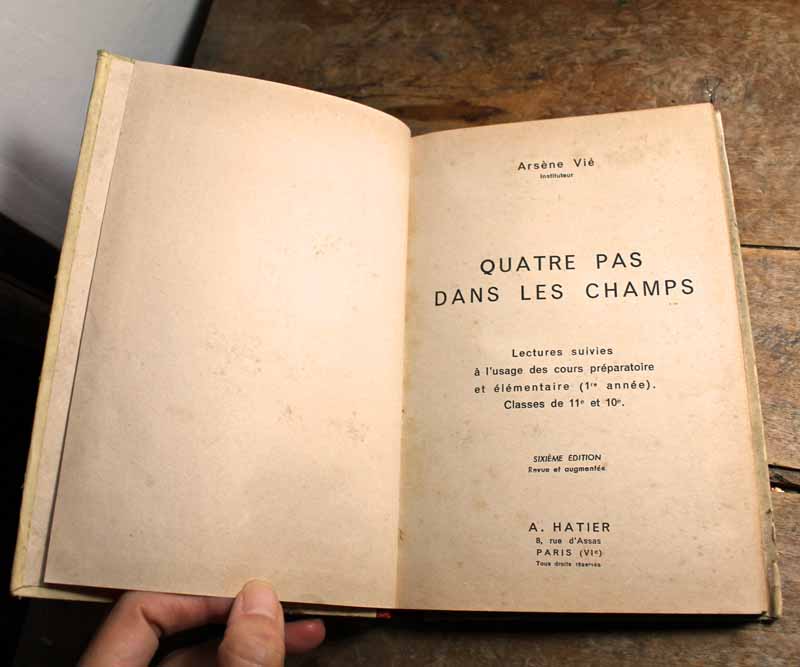 Arsène Vié
Instituteur
QUATRE PAS
DANS LES CHAMPS
Lectures suivies
à l'usage des cours préparatoire
et élémentaire (1re année).
Classes de 11e et 10e.
SIXIÈME ÉDITION
Revue et augmentée
A. HATIER
8, rue d'Assas
PARIS (VIe)
Tous droits réservés